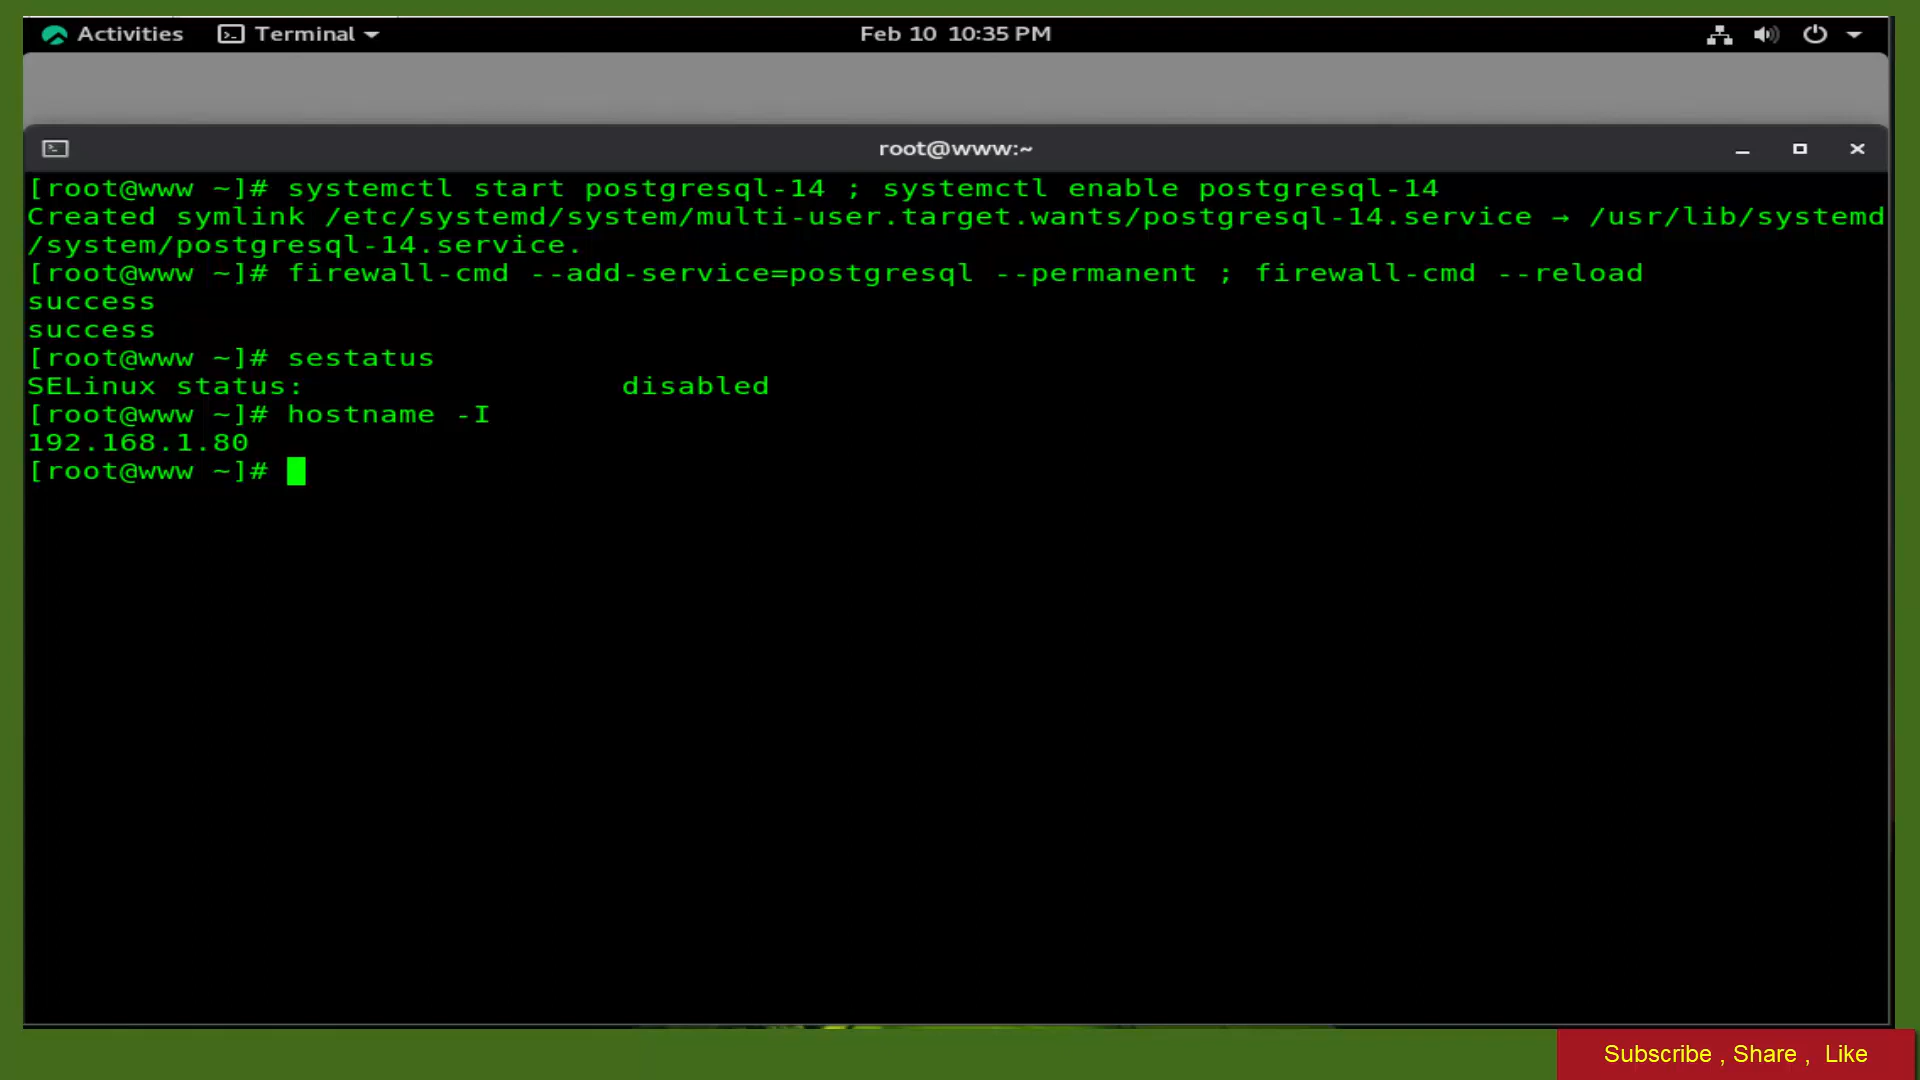 Activities Terminal Feb 10 10:35 PM
root@www:~
[root@www ~]# systemctl start postgresql-14 ; systemctl enable postgresql-14
Created symlink /etc/systemd/system/multi-user.target.wants/postgresql-14.service → /usr/lib/systemd
/system/postgresql-14.service.
[root@www ~]# firewall-cmd --add-service=postgresql --permanent ; firewall-cmd --reload
success
success
[root@www ~]# sestatus
SELinux status: disabled
[root@www ~]# hostname -I
192.168.1.80
[root@www ~]#
Subscribe , Share , Like